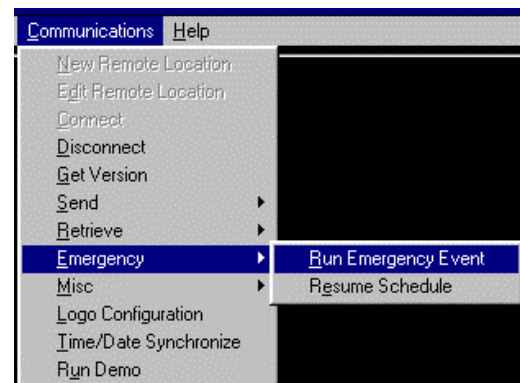 Communications Help
New Remote Location
Edit Remote Location
Connect
Disconnect
Get Version
Send
Retrieve
Emergency
Run Emergency Event
Misc
Resume Schedule
Logo Configuration
Time/Date Synchronize
Run Demo